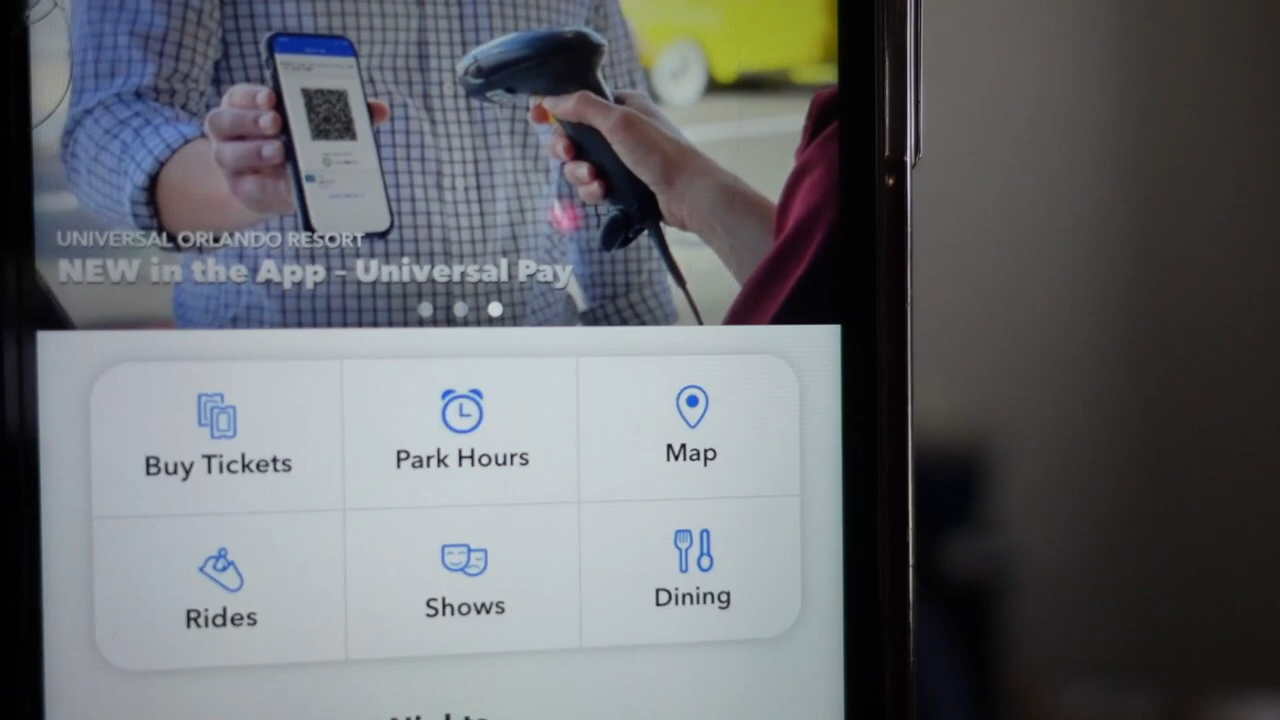 UNIVERSAL ORLANDO RESORT
NEW in the App - Universal Pay
Buy Tickets
Park Hours
Map
Rides
Shows
Dining